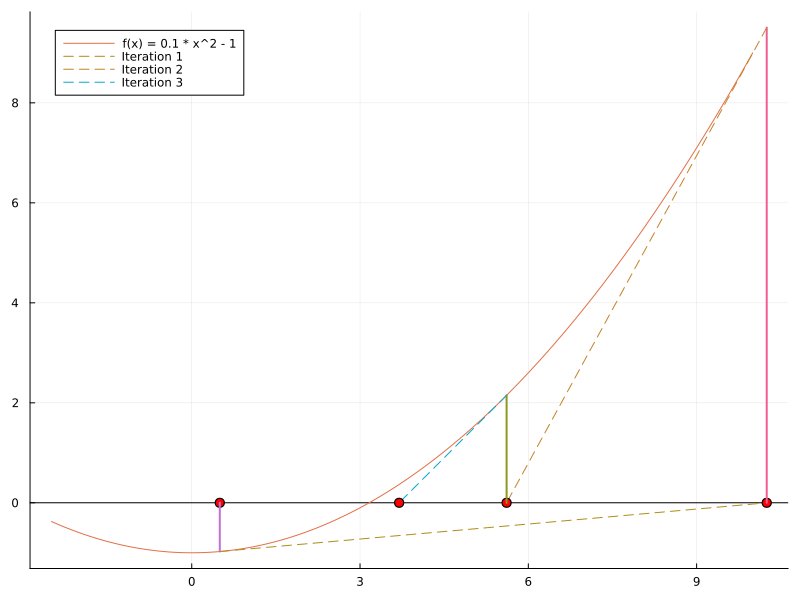 f(x) = 0.1 * x^2 - 1
Iteration 1
Iteration 2
Iteration 3
8
6
4
2
0
0 3 6 9